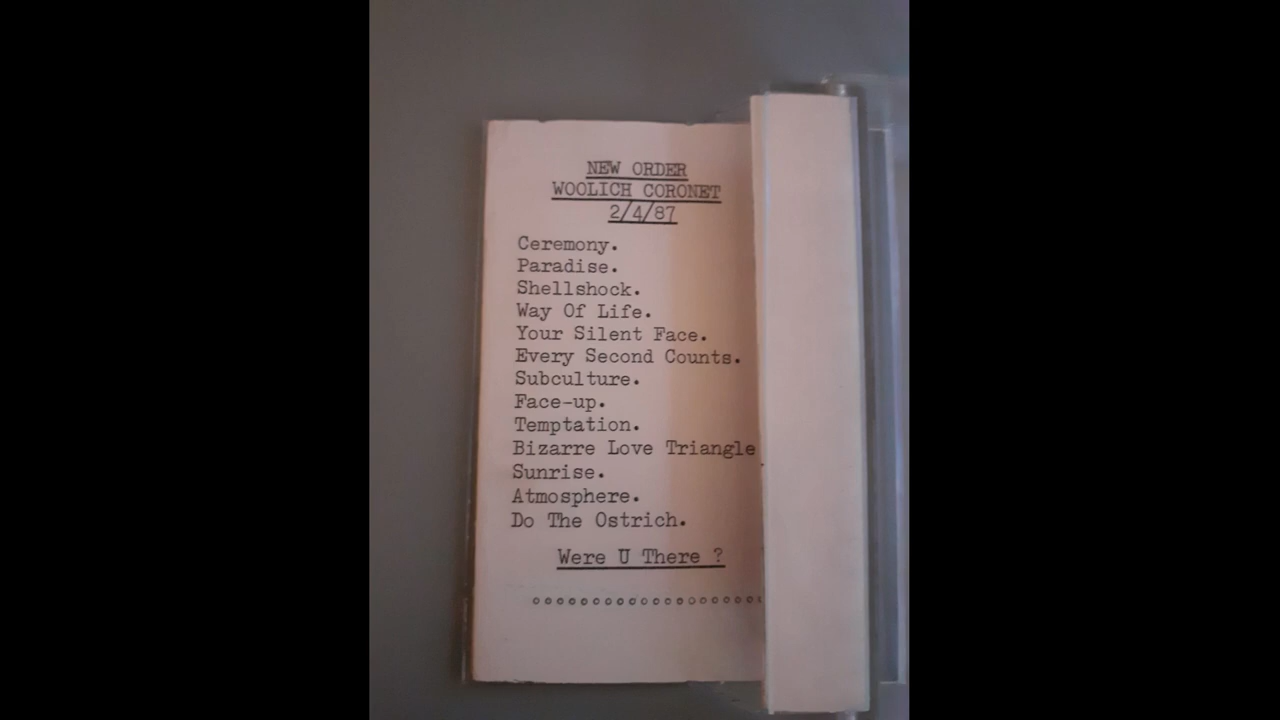 NEW ORDER
WOOLICH CORONET
2/4/87
Ceremony.
Paradise.
Shellshock.
Way Of Life.
Your Silent Face.
Every Second Counts.
Subculture.
Face-up.
Temptation.
Bizarre Love Triangle
Sunrise.
Atmosphere.
Do The Ostrich.
Were U There ?